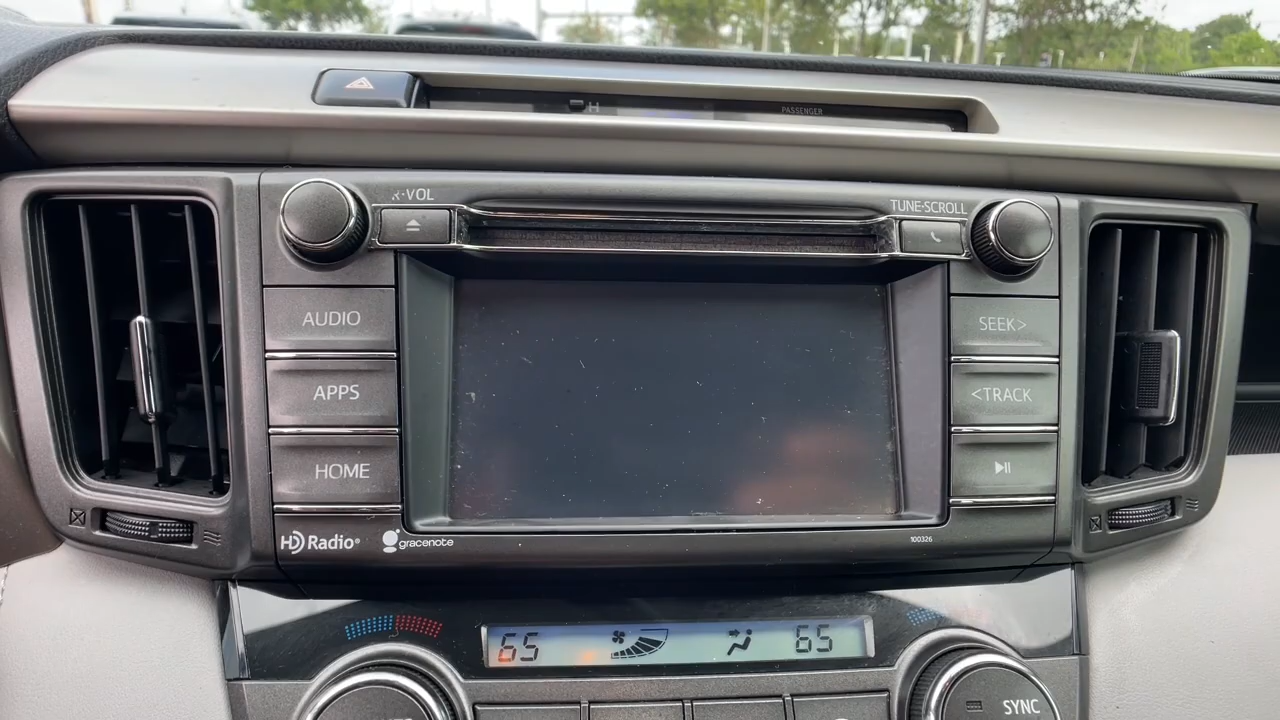 H
PASSENGER
VOL
TUNE·SCROLL
AUDIO
SEEK>
APPS
<TRACK
HOME
HD Radio®
gracenote
100326
65
65
SYNC